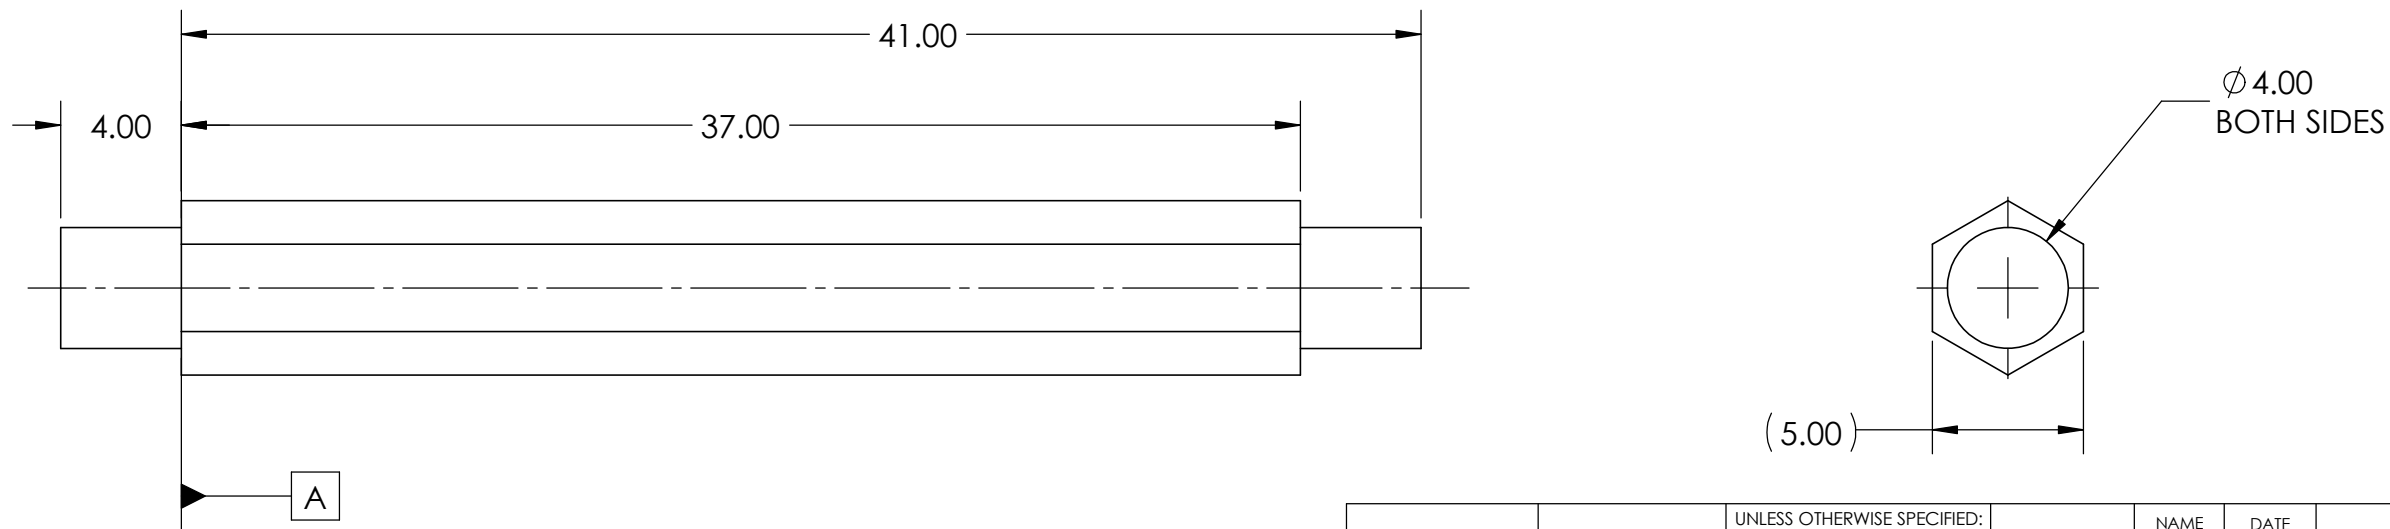 41.00
4.00
37.00
⌀4.00
BOTH SIDES
(5.00)
A
UNLESS OTHERWISE SPECIFIED:
NAME
DATE